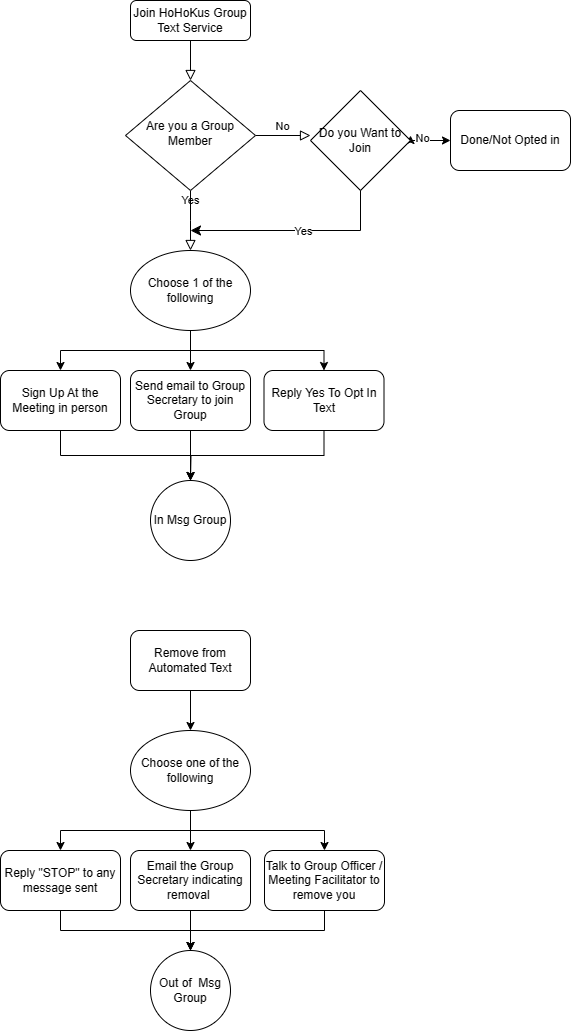 Join HoHoKus Group
Text Service
Are you a Group
Member
No
Do you Want to
Join
No
Done/Not Opted in
Yes
Yes
Choose 1 of the
following
Sign Up At the
Meeting in person
Send email to Group
Secretary to join
Group
Reply Yes To Opt In
Text
In Msg Group
Remove from
Automated Text
Choose one of the
following
Reply "STOP" to any
message sent
Email the Group
Secretary indicating
removal
Talk to Group Officer /
Meeting Facilitator to
remove you
Out of Msg
Group